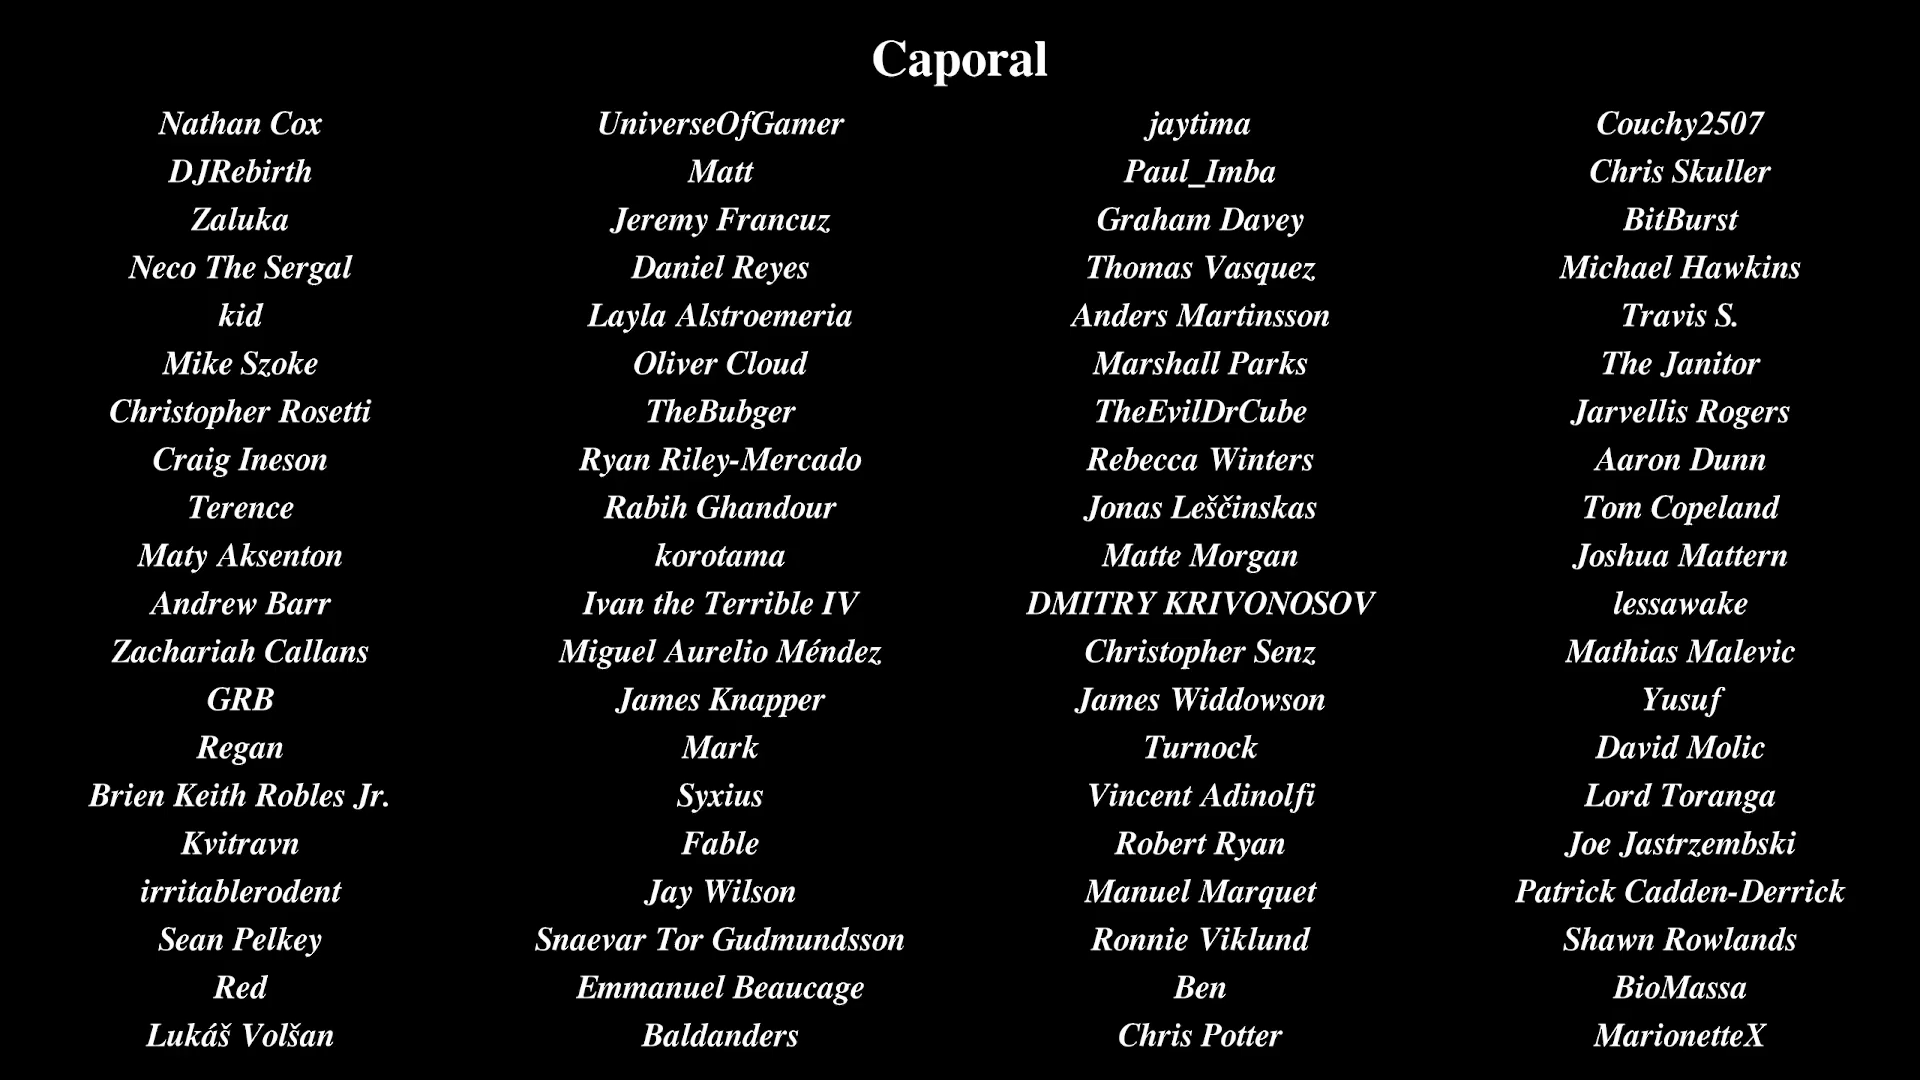 Caporal
Nathan Cox UniverseOfGamer jaytima Couchy2507
DJRebirth Matt Paul_Imba Chris Skuller
Zaluka Jeremy Francuz Graham Davey BitBurst
Neco The Sergal Daniel Reyes Thomas Vasquez Michael Hawkins
kid Layla Alstroemeria Anders Martinsson Travis S.
Mike Szoke Oliver Cloud Marshall Parks The Janitor
Christopher Rosetti TheBubger TheEvilDrCube Jarvellis Rogers
Craig Ineson Ryan Riley-Mercado Rebecca Winters Aaron Dunn
Terence Rabih Ghandour Jonas Leščinskas Tom Copeland
Maty Aksenton korotama Matte Morgan Joshua Mattern
Andrew Barr Ivan the Terrible IV DMITRY KRIVONOSOV lessawake
Zachariah Callans Miguel Aurelio Méndez Christopher Senz Mathias Malevic
GRB James Knapper James Widdowson Yusuf
Regan Mark Turnock David Molic
Brien Keith Robles Jr. Syxius Vincent Adinolfi Lord Toranga
Kvitravn Fable Robert Ryan Joe Jastrzembski
irritablerodent Jay Wilson Manuel Marquet Patrick Cadden-Derrick
Sean Pelkey Snaevar Tor Gudmundsson Ronnie Viklund Shawn Rowlands
Red Emmanuel Beaucage Ben BioMassa
Lukáš Volšan Baldanders Chris Potter MarionetteX